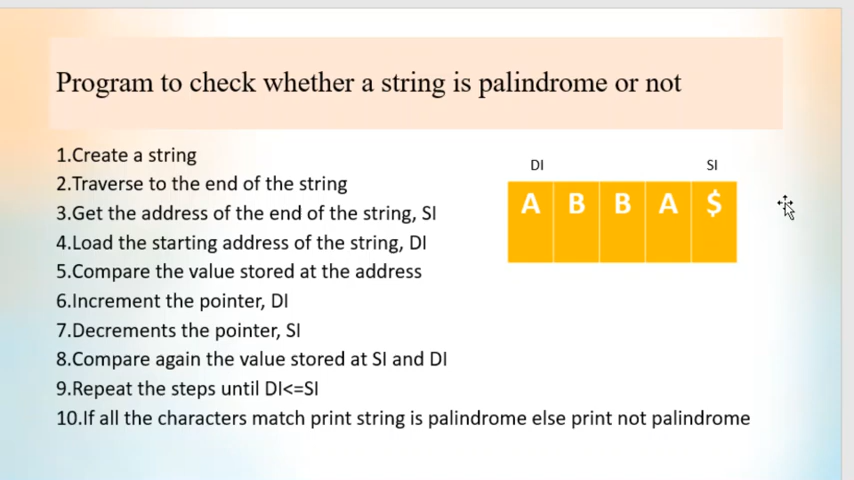 Program to check whether a string is palindrome or not
1.Create a string
2.Traverse to the end of the string
3.Get the address of the end of the string, SI
4.Load the starting address of the string, DI
5.Compare the value stored at the address
6.Increment the pointer, DI
7.Decrements the pointer, SI
8.Compare again the value stored at SI and DI
9.Repeat the steps until DI<=SI
10.If all the characters match print string is palindrome else print not palindrome
DI SI
A B B A $